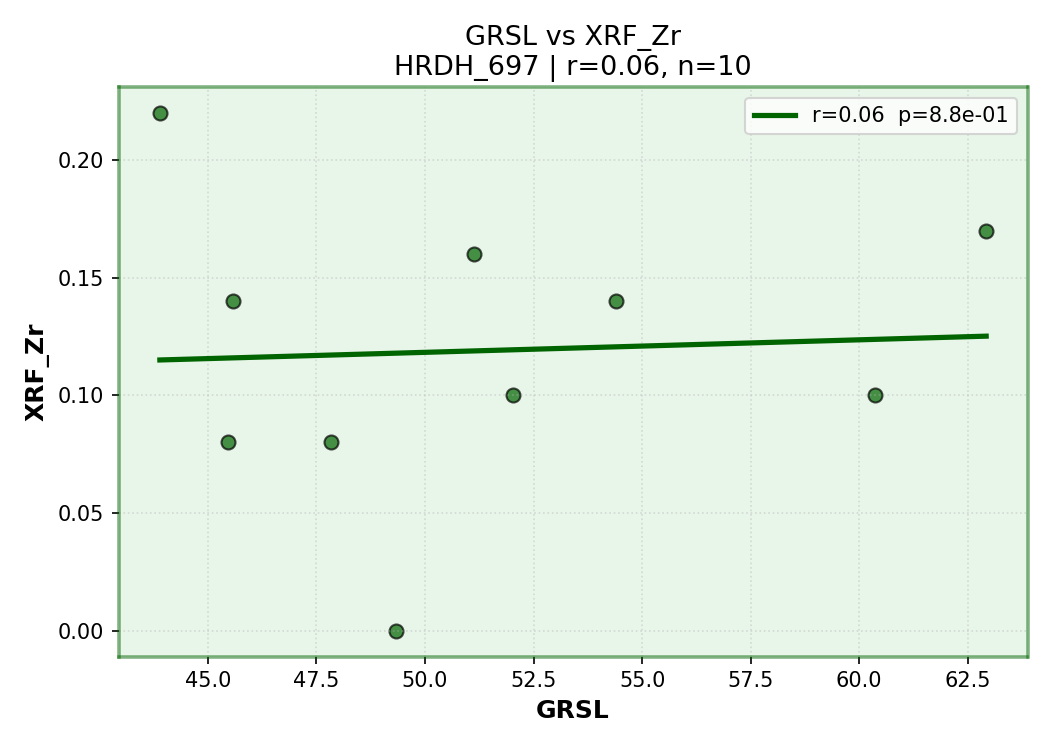 GRSL vs XRF_Zr
HRDH_697 | r=0.06, n=10
r=0.06  p=8.8e-01
XRF_Zr
0.20
0.15
0.10
0.05
0.00
45.0 47.5 50.0 52.5 55.0 57.5 60.0 62.5
GRSL